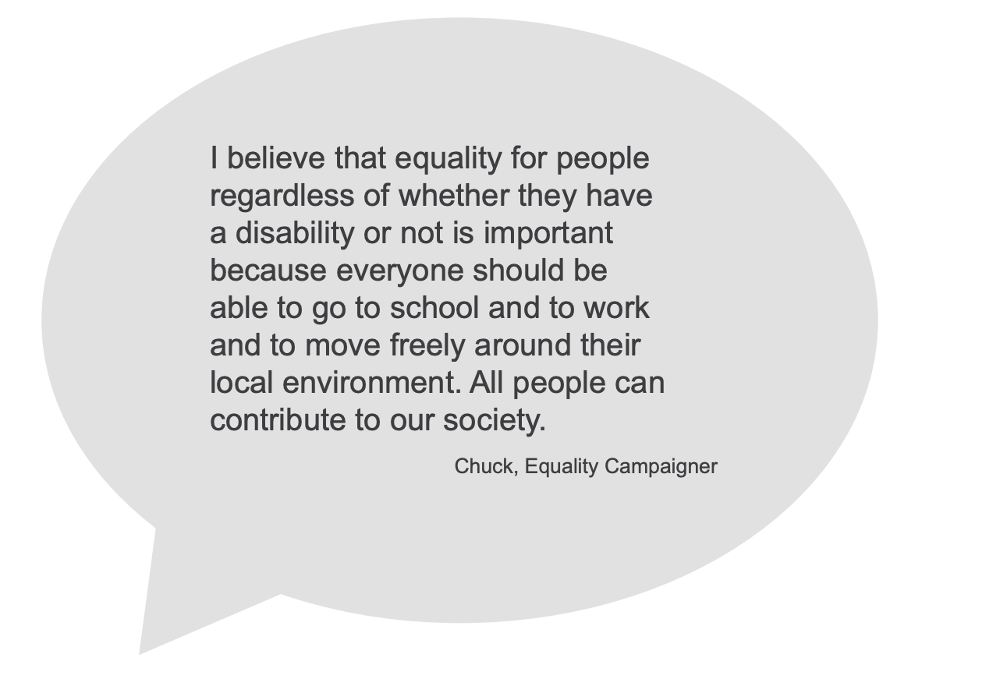 I believe that equality for people
regardless of whether they have
a disability or not is important
because everyone should be
able to go to school and to work
and to move freely around their
local environment. All people can
contribute to our society.
Chuck, Equality Campaigner